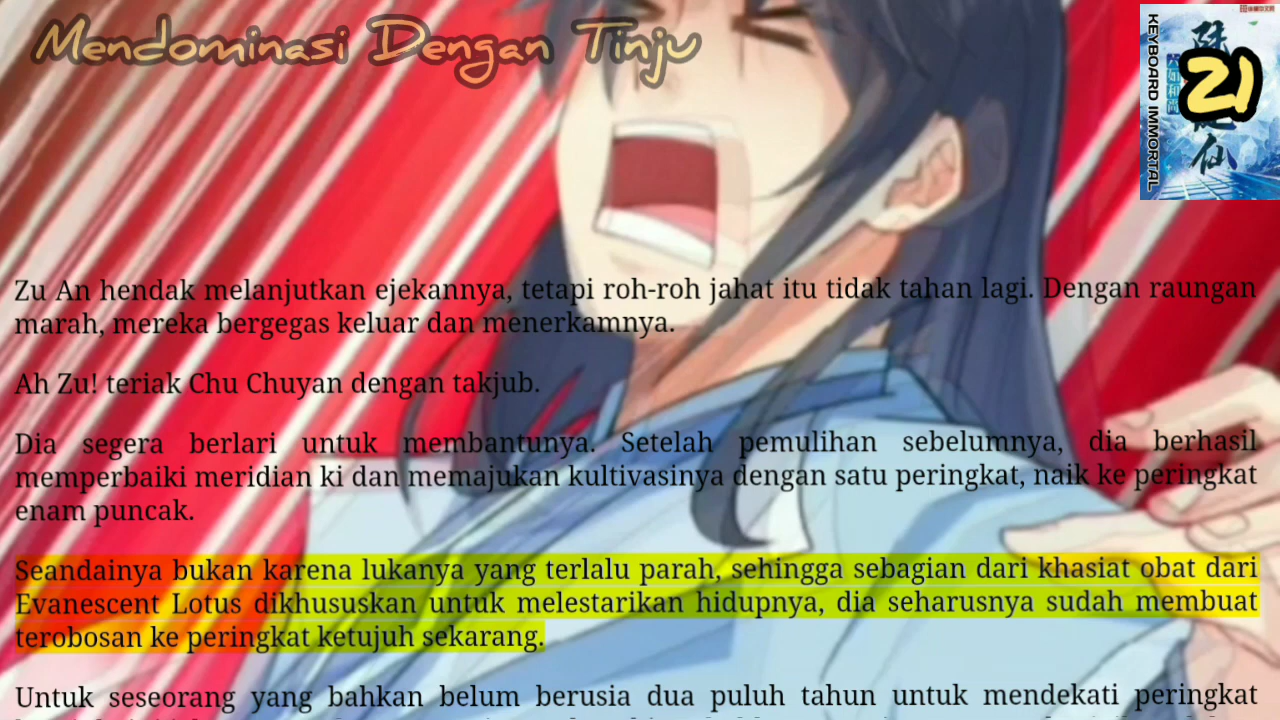 Mendominasi Dengan Tinju
KEYBOARD IMMORTAL
21
仙
Zu An hendak melanjutkan ejekannya, tetapi roh-roh jahat itu tidak tahan lagi. Dengan raungan
marah, mereka bergegas keluar dan menerkamnya.
Ah Zu! teriak Chu Chuyan dengan takjub.
Dia segera berlari untuk membantunya. Setelah pemulihan sebelumnya, dia berhasil
memperbaiki meridian ki dan memajukan kultivasinya dengan satu peringkat, naik ke peringkat
enam puncak.
Seandainya bukan karena lukanya yang terlalu parah, sehingga sebagian dari khasiat obat dari
Evanescent Lotus dikhususkan untuk melestarikan hidupnya, dia seharusnya sudah membuat
terobosan ke peringkat ketujuh sekarang.
Untuk seseorang yang bahkan belum berusia dua puluh tahun untuk mendekati peringkat